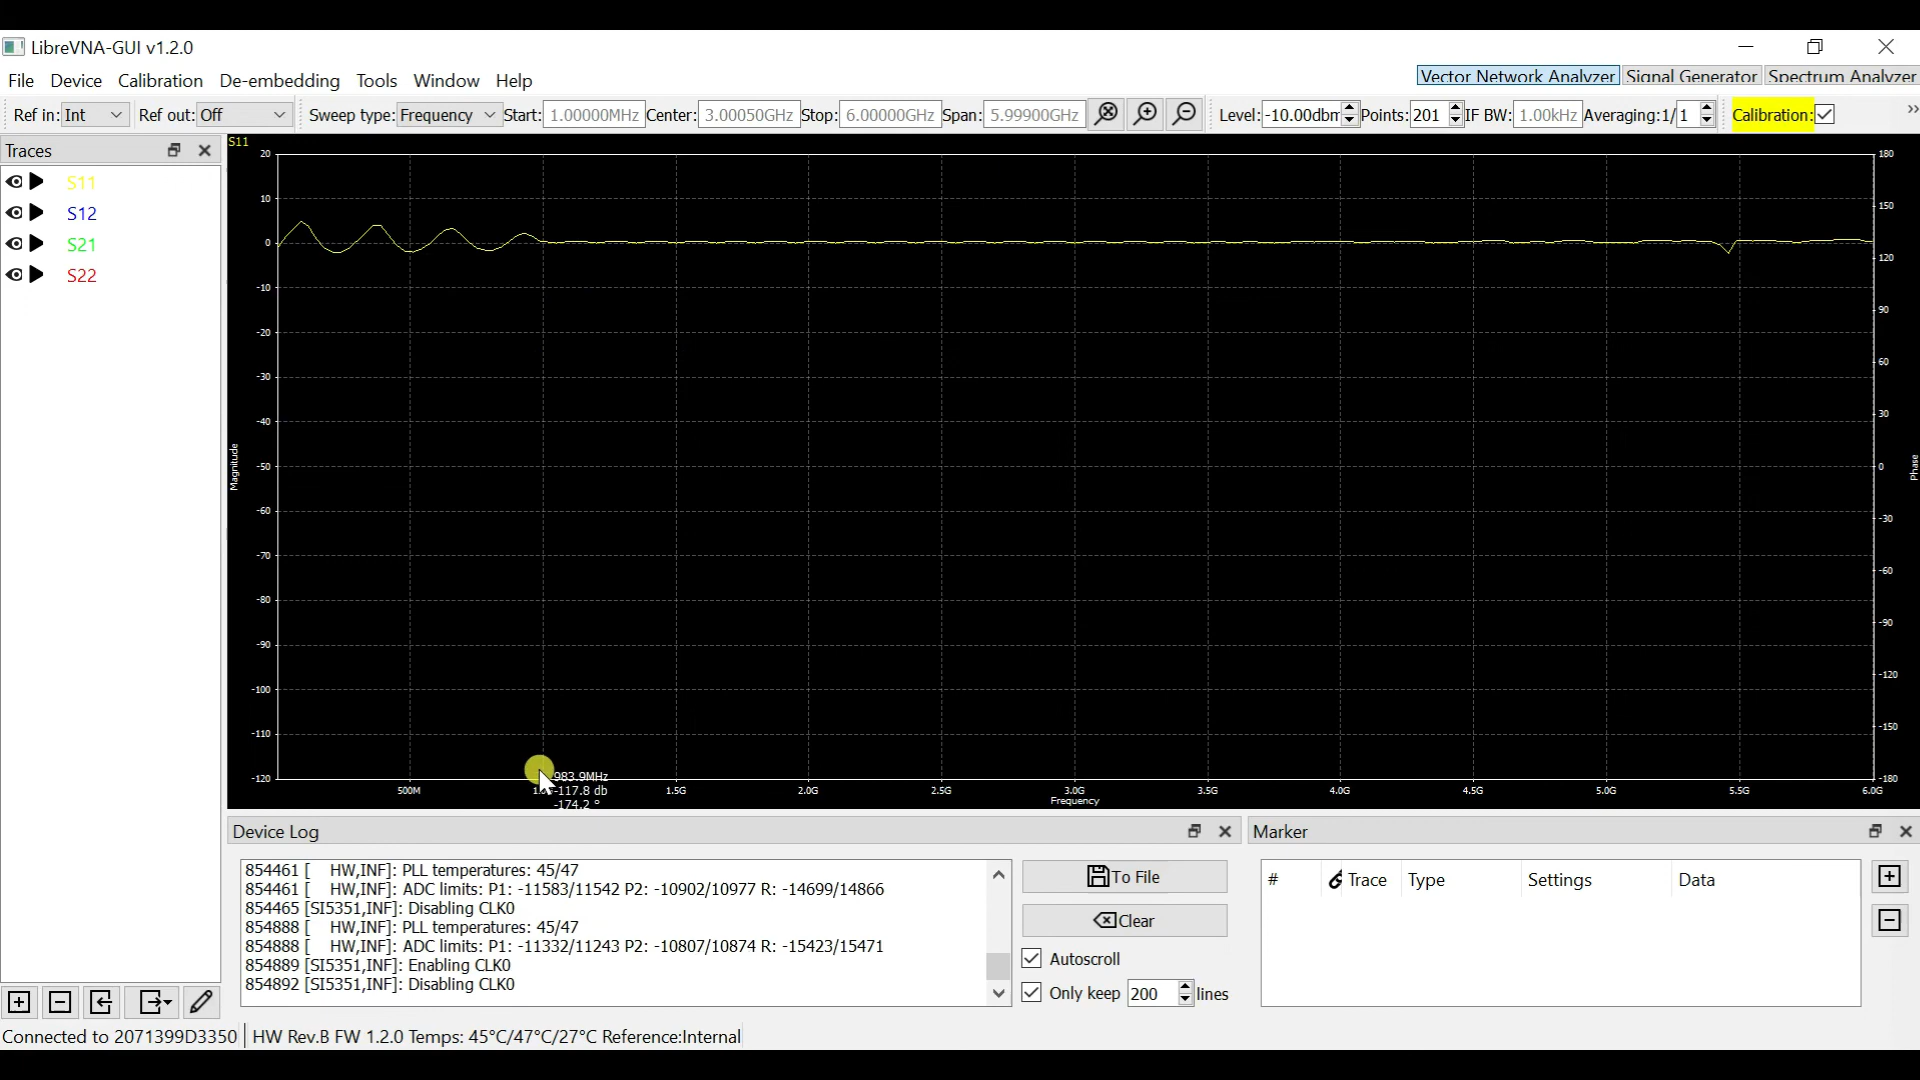 LibreVNA-GUI v1.2.0
File Device Calibration De-embedding Tools Window Help
Vector Network Analyzer Signal Generator Spectrum Analyzer
Ref in: Int Ref out: Off Sweep type: Frequency Start: 1.00000MHz Center: 3.00050GHz Stop: 6.00000GHz Span: 5.99900GHz Level: -10.00dbm Points: 201 IF BW: 1.00kHz Averaging:1/ 1 Calibration: »
Traces
S11
S12
S21
S22
S11
20
10
0
-10
-20
-30
-40
-50
-60
-70
-80
-90
-100
-110
-120
Magnitude
180
150
120
90
60
30
0
-30
-60
-90
-120
-150
-180
Phase
983.9MHz
-117.8 db
-174.2 °
500M 1.5G 2.0G 2.5G 3.0G 3.5G 4.0G 4.5G 5.0G 5.5G 6.0G
Frequency
Device Log
854461 [ HW,INF]: PLL temperatures: 45/47
854461 [ HW,INF]: ADC limits: P1: -11583/11542 P2: -10902/10977 R: -14699/14866
854465 [SI5351,INF]: Disabling CLK0
854888 [ HW,INF]: PLL temperatures: 45/47
854888 [ HW,INF]: ADC limits: P1: -11332/11243 P2: -10807/10874 R: -15423/15471
854889 [SI5351,INF]: Enabling CLK0
854892 [SI5351,INF]: Disabling CLK0
To File
Clear
Autoscroll
Only keep 200 lines
Marker
# Trace Type Settings Data
Connected to 2071399D3350 HW Rev.B FW 1.2.0 Temps: 45°C/47°C/27°C Reference:Internal